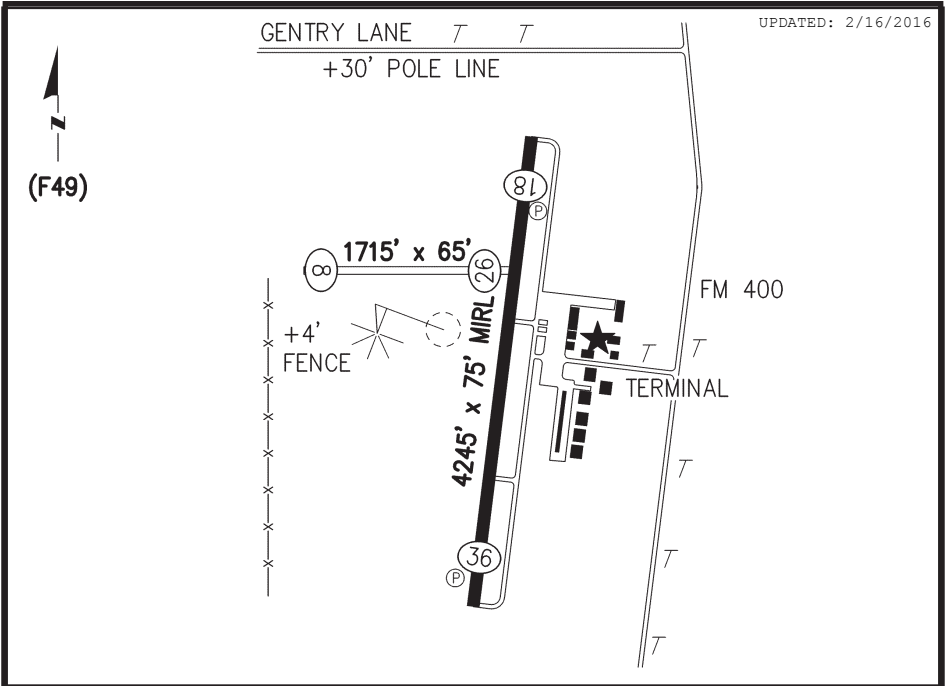 UPDATED: 2/16/2016
GENTRY LANE
+30' POLE LINE
N
(F49)
18
P
1715' x 65'
8
26
FM 400
+4'
FENCE
4245' x 75' MIRL
TERMINAL
36
P